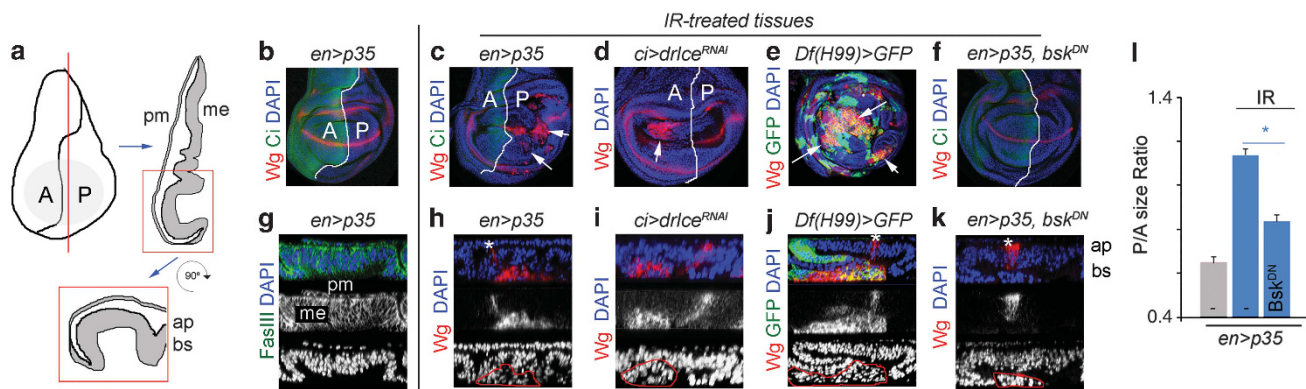 IR-treated tissues
a
pm
me
A
P
90°
ap
bs
b
en>p35
Wg Ci DAPI
A
P
c
en>p35
Wg Ci DAPI
A
P
d
ci>drIce RNAi
Wg DAPI
A
P
e
Df(H99)>GFP
Wg GFP DAPI
f
en>p35, bsk DN
Wg Ci DAPI
g
en>p35
FasIII DAPI
pm
me
h
en>p35
Wg DAPI
*
i
ci>drIce RNAi
Wg DAPI
j
Df(H99)>GFP
Wg GFP DAPI
*
k
en>p35, bsk DN
Wg DAPI
*
ap
bs
l
IR
*
1.4
P/A size Ratio
0.4
-
-
Bsk DN
en>p35